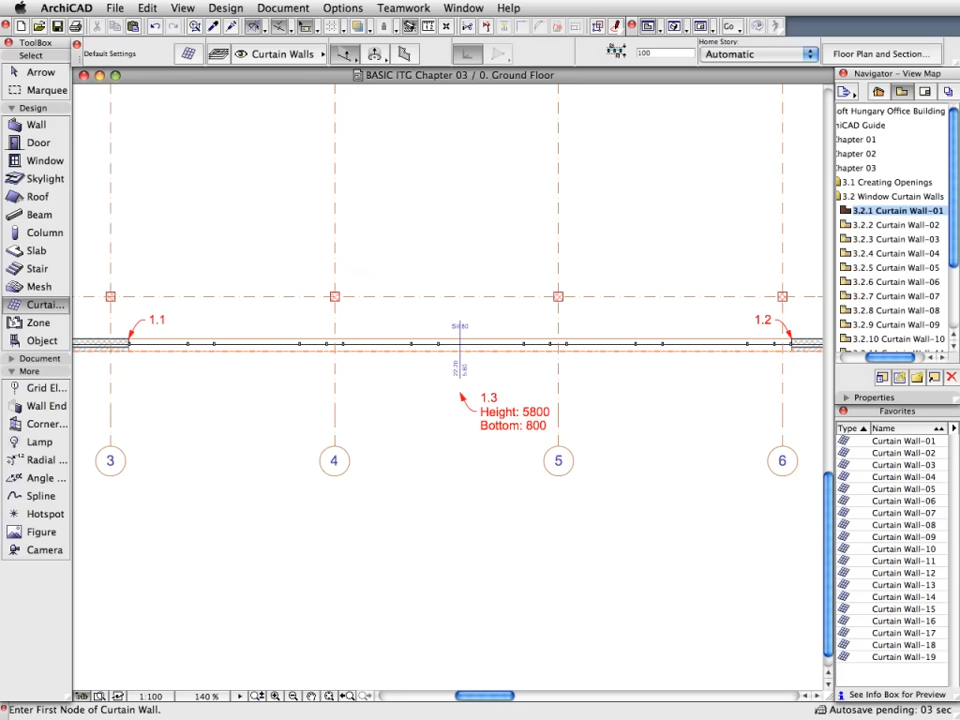 ArchiCAD File Edit View Design Document Options Teamwork Window Help
ToolBox
Default Settings
Curtain Walls
100
Home Story:
Automatic
Floor Plan and Section...
Select
Arrow
Marquee
Design
Wall
Door
Window
Skylight
Roof
Beam
Column
Slab
Stair
Mesh
Curtai...
Zone
Object
Document
More
Grid El...
Wall End
Corner...
Lamp
Radial ...
Angle ...
Spline
Hotspot
Figure
Camera
BASIC ITG Chapter 03 / 0. Ground Floor
1.1
1.2
1.3
Height: 5800
Bottom: 800
3
4
5
6
1:100
140 %
Navigator - View Map
oft Hungary Office Building
hiCAD Guide
hapter 01
hapter 02
hapter 03
3.1 Creating Openings
3.2 Window Curtain Walls
3.2.1 Curtain Wall-01
3.2.2 Curtain Wall-02
3.2.3 Curtain Wall-03
3.2.4 Curtain Wall-04
3.2.5 Curtain Wall-05
3.2.6 Curtain Wall-06
3.2.7 Curtain Wall-07
3.2.8 Curtain Wall-08
3.2.9 Curtain Wall-09
3.2.10 Curtain Wall-10
Properties
Favorites
Type Name
Curtain Wall-01
Curtain Wall-02
Curtain Wall-03
Curtain Wall-04
Curtain Wall-05
Curtain Wall-06
Curtain Wall-07
Curtain Wall-08
Curtain Wall-09
Curtain Wall-10
Curtain Wall-11
Curtain Wall-12
Curtain Wall-13
Curtain Wall-14
Curtain Wall-15
Curtain Wall-16
Curtain Wall-17
Curtain Wall-18
Curtain Wall-19
See Info Box for Preview
Enter First Node of Curtain Wall.
Autosave pending: 03 sec